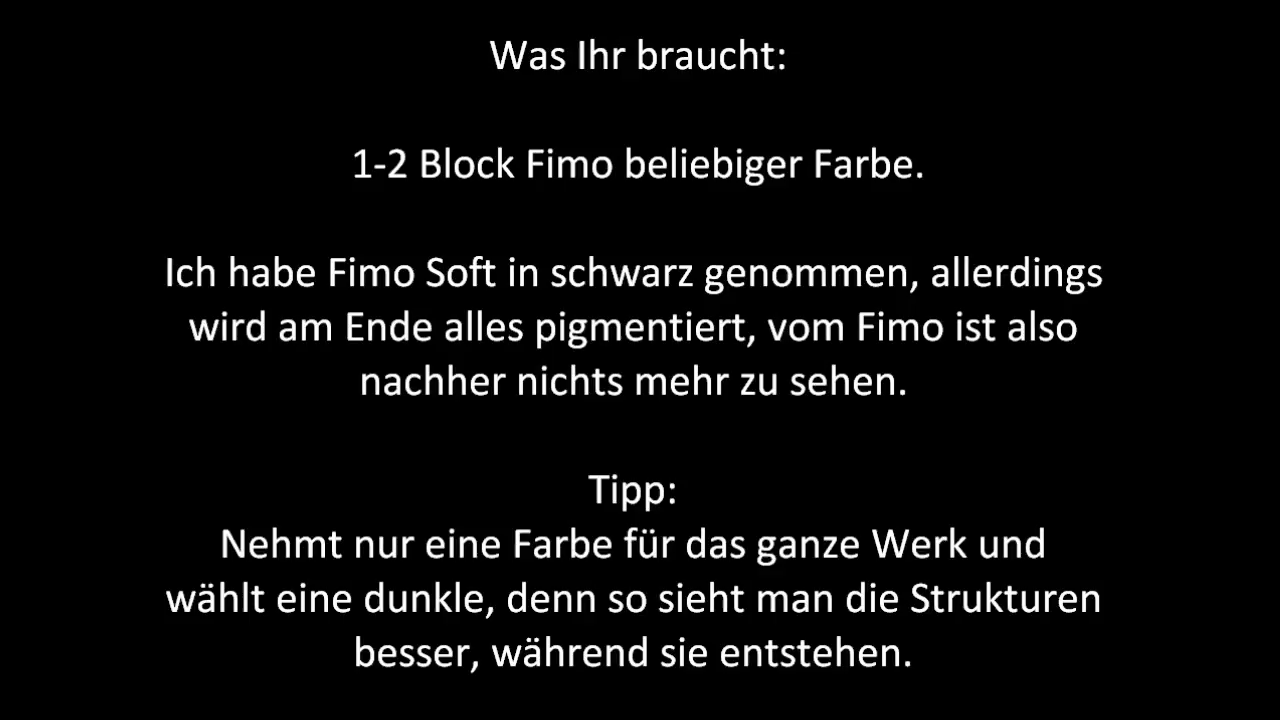 Was Ihr braucht:
1-2 Block Fimo beliebiger Farbe.
Ich habe Fimo Soft in schwarz genommen, allerdings
wird am Ende alles pigmentiert, vom Fimo ist also
nachher nichts mehr zu sehen.
Tipp:
Nehmt nur eine Farbe für das ganze Werk und
wählt eine dunkle, denn so sieht man die Strukturen
besser, während sie entstehen.